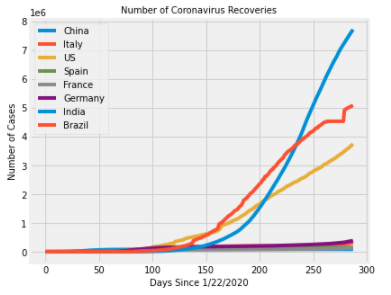 Number of Coronavirus Recoveries
1e6
8
7
6
5
4
3
2
1
0
Number of Cases
China
Italy
US
Spain
France
Germany
India
Brazil
0 50 100 150 200 250 300
Days Since 1/22/2020